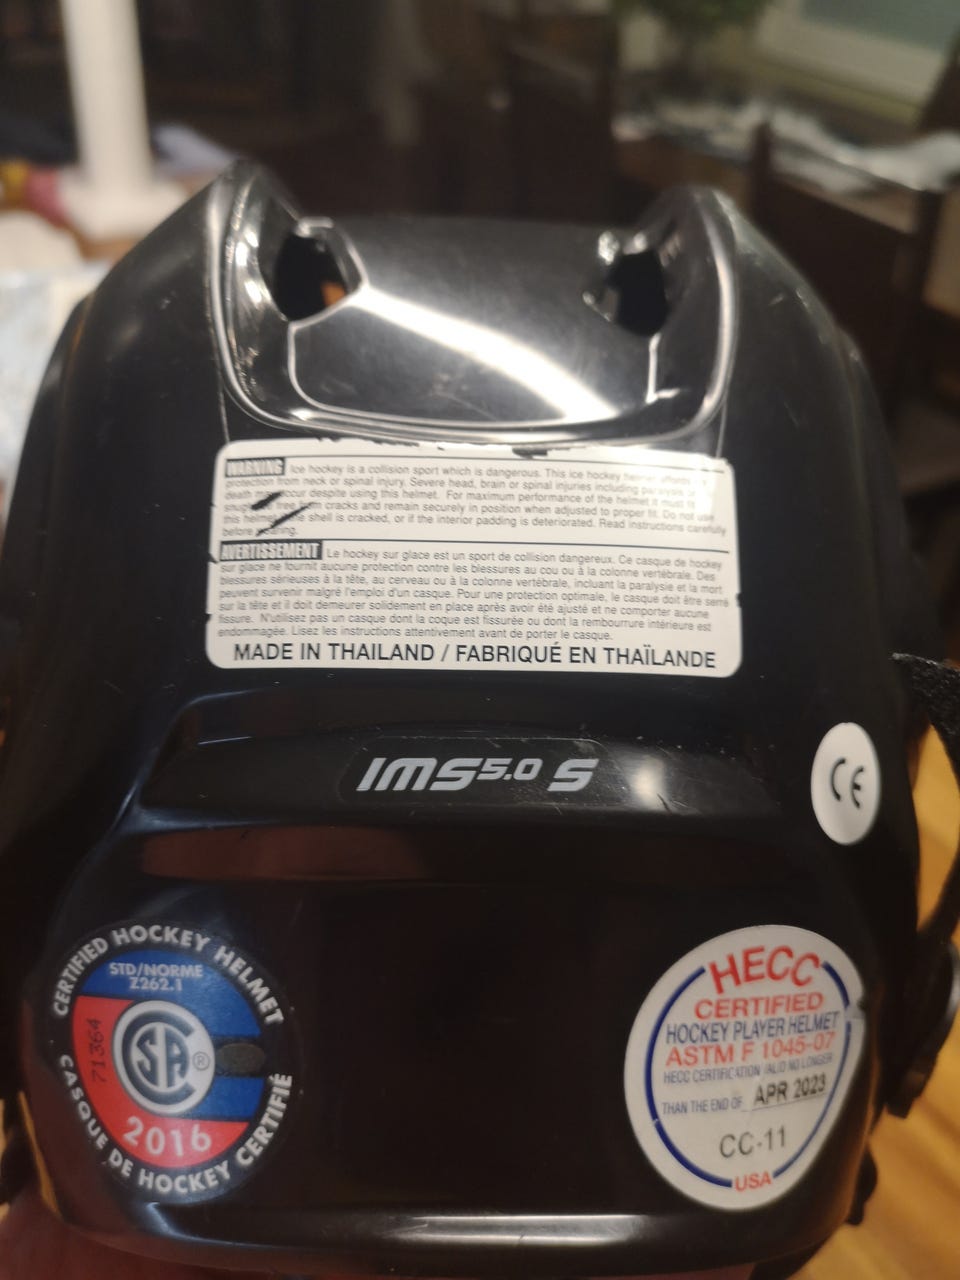 WARNING Ice hockey is a collision sport which is dangerous. This ice hockey helmet affords
protection from neck or spinal injury. Severe head, brain or spinal injuries including paralysis or
death occur despite using this helmet. For maximum performance of the helmet it must fit
free from cracks and remain securely in position when adjusted to proper fit. Do not use
this helmet the shell is cracked, or if the interior padding is deteriorated. Read instructions carefully
before wearing.
AVERTISSEMENT Le hockey sur glace est un sport de collision dangereux. Ce casque de hockey
sur glace ne fournit aucune protection contre les blessures au cou ou à la colonne vertébrale. Des
blessures sérieuses à la tête, au cerveau ou à la colonne vertébrale, incluant la paralysie et la mort
peuvent survenir malgré l'emploi d'un casque. Pour une protection optimale, le casque doit être serré
sur la tête et il doit demeurer solidement en place après avoir été ajusté et ne comporter aucune
fissure. N'utilisez pas un casque dont la coque est fissurée ou dont la rembourrure intérieure est
endommagée. Lisez les instructions attentivement avant de porter le casque.
MADE IN THAILAND / FABRIQUÉ EN THAÏLANDE
IMS 5.0 S
CE
CERTIFIED HOCKEY HELMET
STD/NORME
Z262.1
71364
CSA®
2016
CASQUE DE HOCKEY CERTIFIÉ
HECC
CERTIFIED
HOCKEY PLAYER HELMET
ASTM F 1045-07
HECC CERTIFICATION VALID NO LONGER
THAN THE END OF APR 2023
CC-11
USA